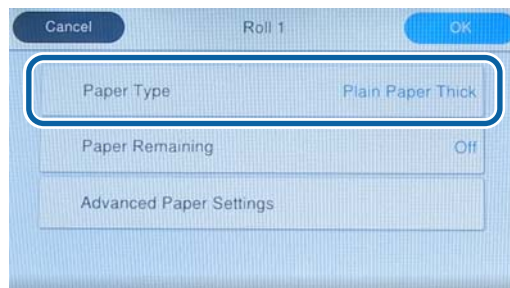 Cancel Roll 1 OK
Paper Type Plain Paper Thick
Paper Remaining Off
Advanced Paper Settings